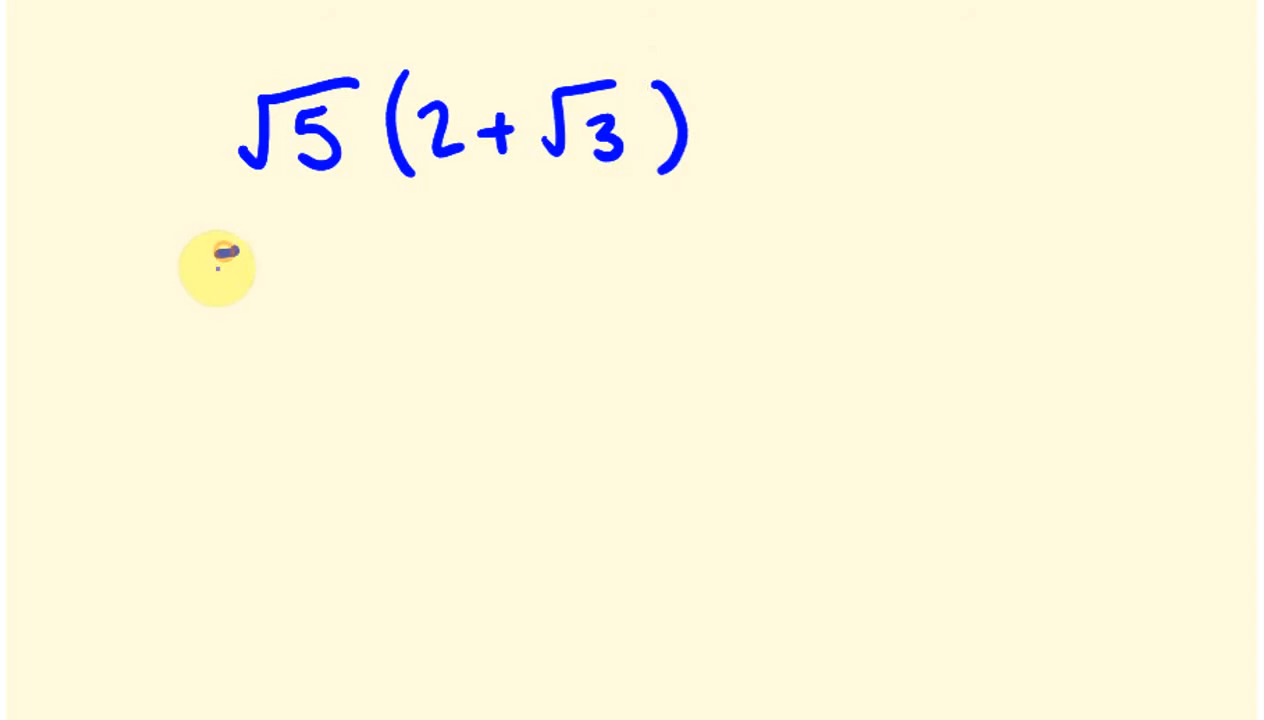 √5 (2 + √3)